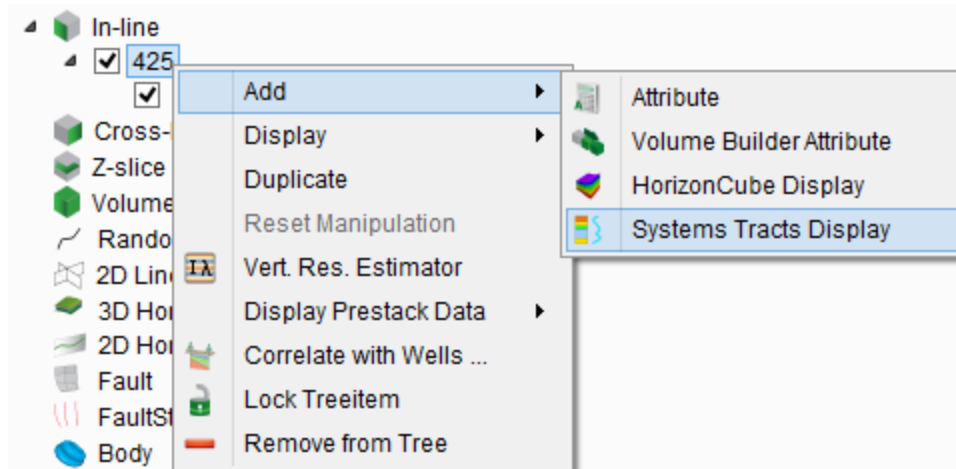 In-line
425
Cross-
Z-slice
Volume
Rando
2D Lin
3D Hor
2D Hor
Fault
FaultSt
Body
Add
Display
Duplicate
Reset Manipulation
Vert. Res. Estimator
Display Prestack Data
Correlate with Wells ...
Lock Treeitem
Remove from Tree
Attribute
Volume Builder Attribute
HorizonCube Display
Systems Tracts Display